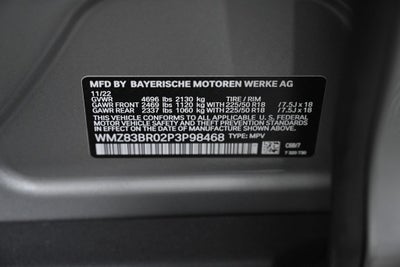 MFD BY BAYERISCHE MOTOREN WERKE AG
11/22
GVWR 4696 lbs 2130 kg TIRE / RIM
GAWR FRONT 2469 lbs 1120 kg WITH 225/50 R18 / 7.5J x 18
GAWR REAR 2337 lbs 1060 kg WITH 225/50 R18 / 7.5J x 18
THIS VEHICLE CONFORMS TO ALL APPLICABLE U. S. FEDERAL
MOTOR VEHICLE SAFETY, BUMPER, AND THEFT PREVENTION
STANDARDS IN EFFECT ON THE DATE OF MANUFACTURE SHOWN ABOVE.
WMZ83BR02P3P98468 TYPE: MPV
C68/7